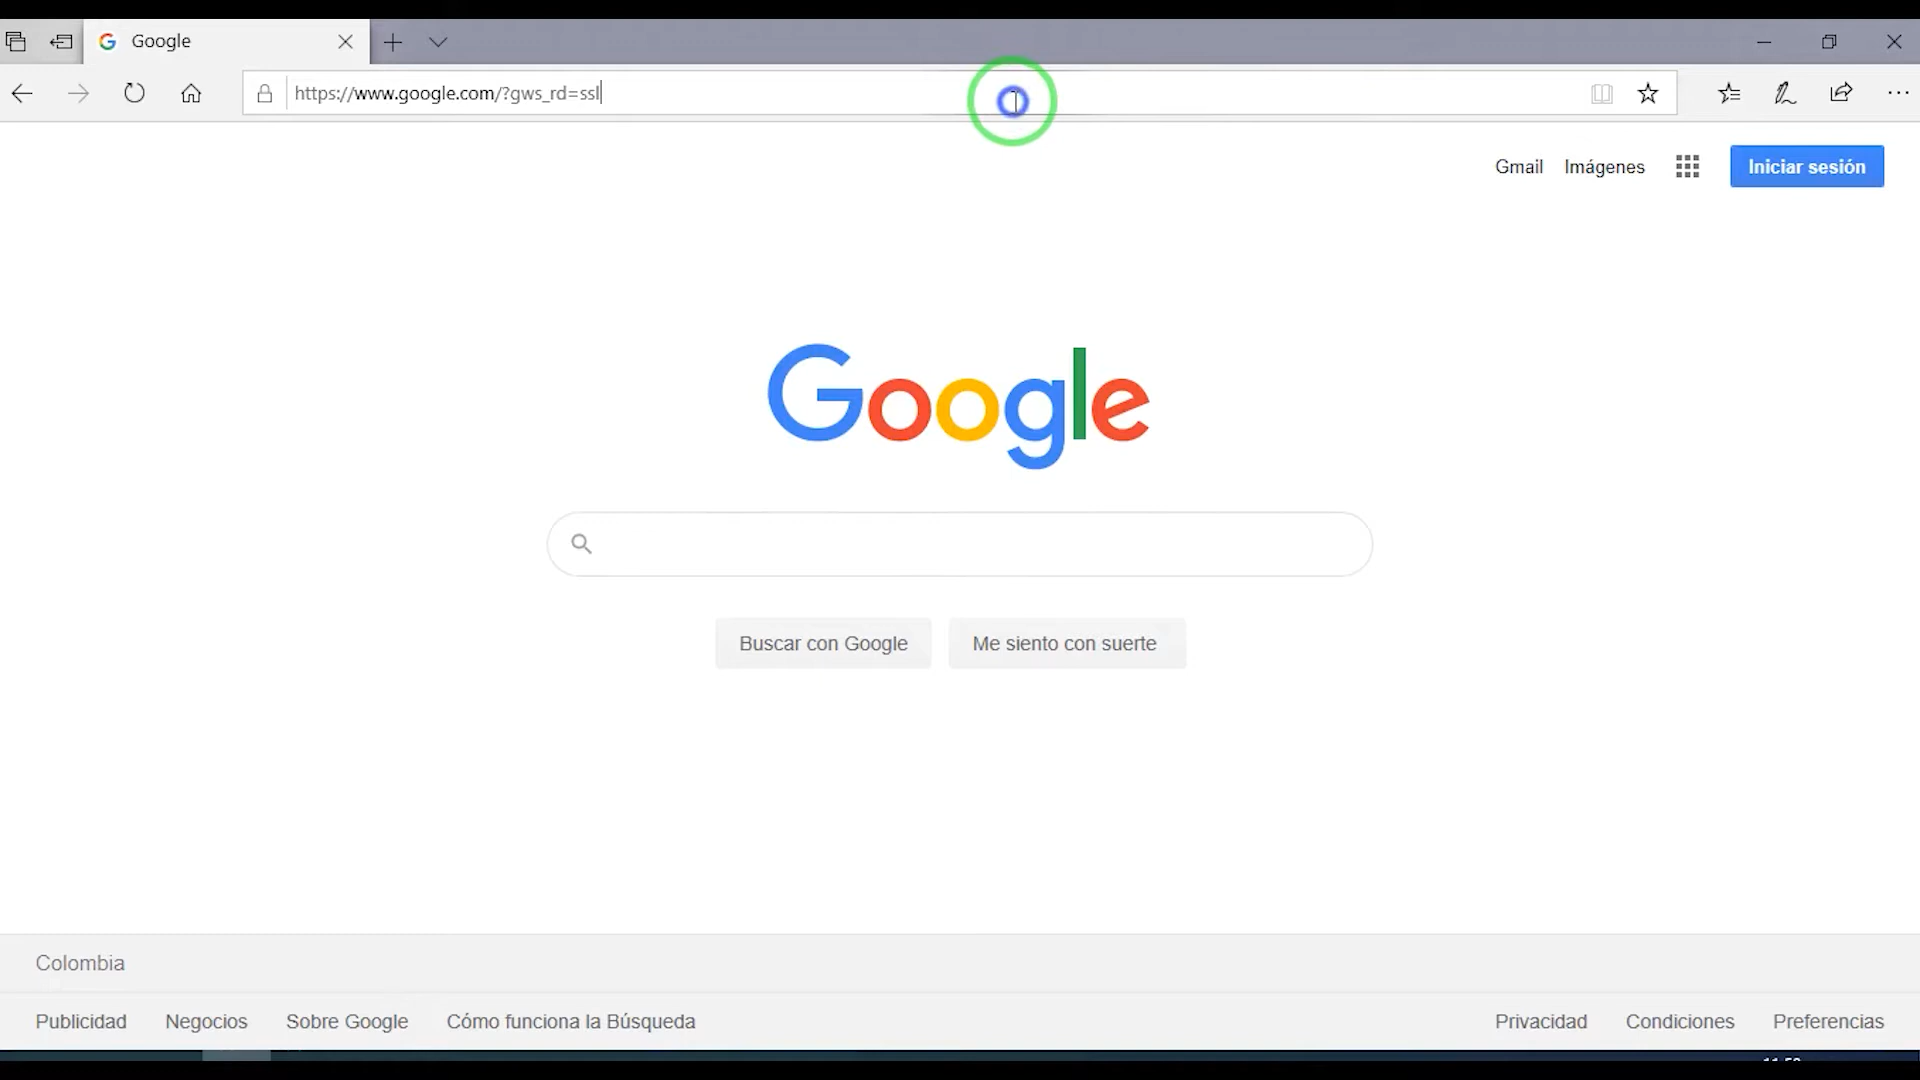 Google
https://www.google.com/?gws_rd=ssl
Gmail Imágenes Iniciar sesión
Google
Buscar con Google Me siento con suerte
Colombia
Publicidad Negocios Sobre Google Cómo funciona la Búsqueda Privacidad Condiciones Preferencias